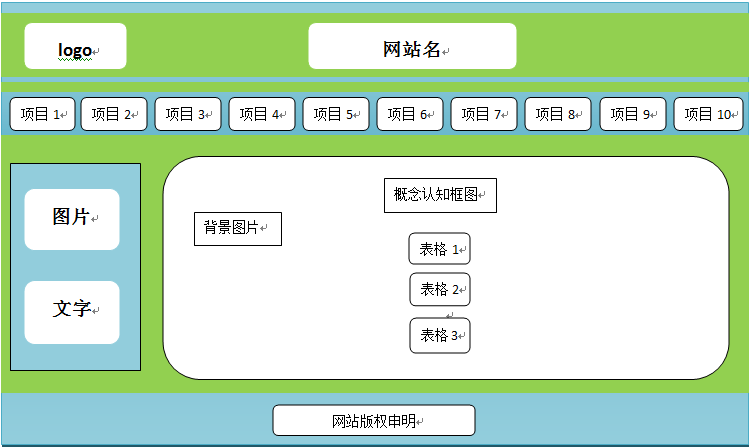 logo
网站名
项目 1
项目 2
项目 3
项目 4
项目 5
项目 6
项目 7
项目 8
项目 9
项目 10
图片
文字
概念认知框图
背景图片
表格 1
表格 2
表格 3
网站版权申明